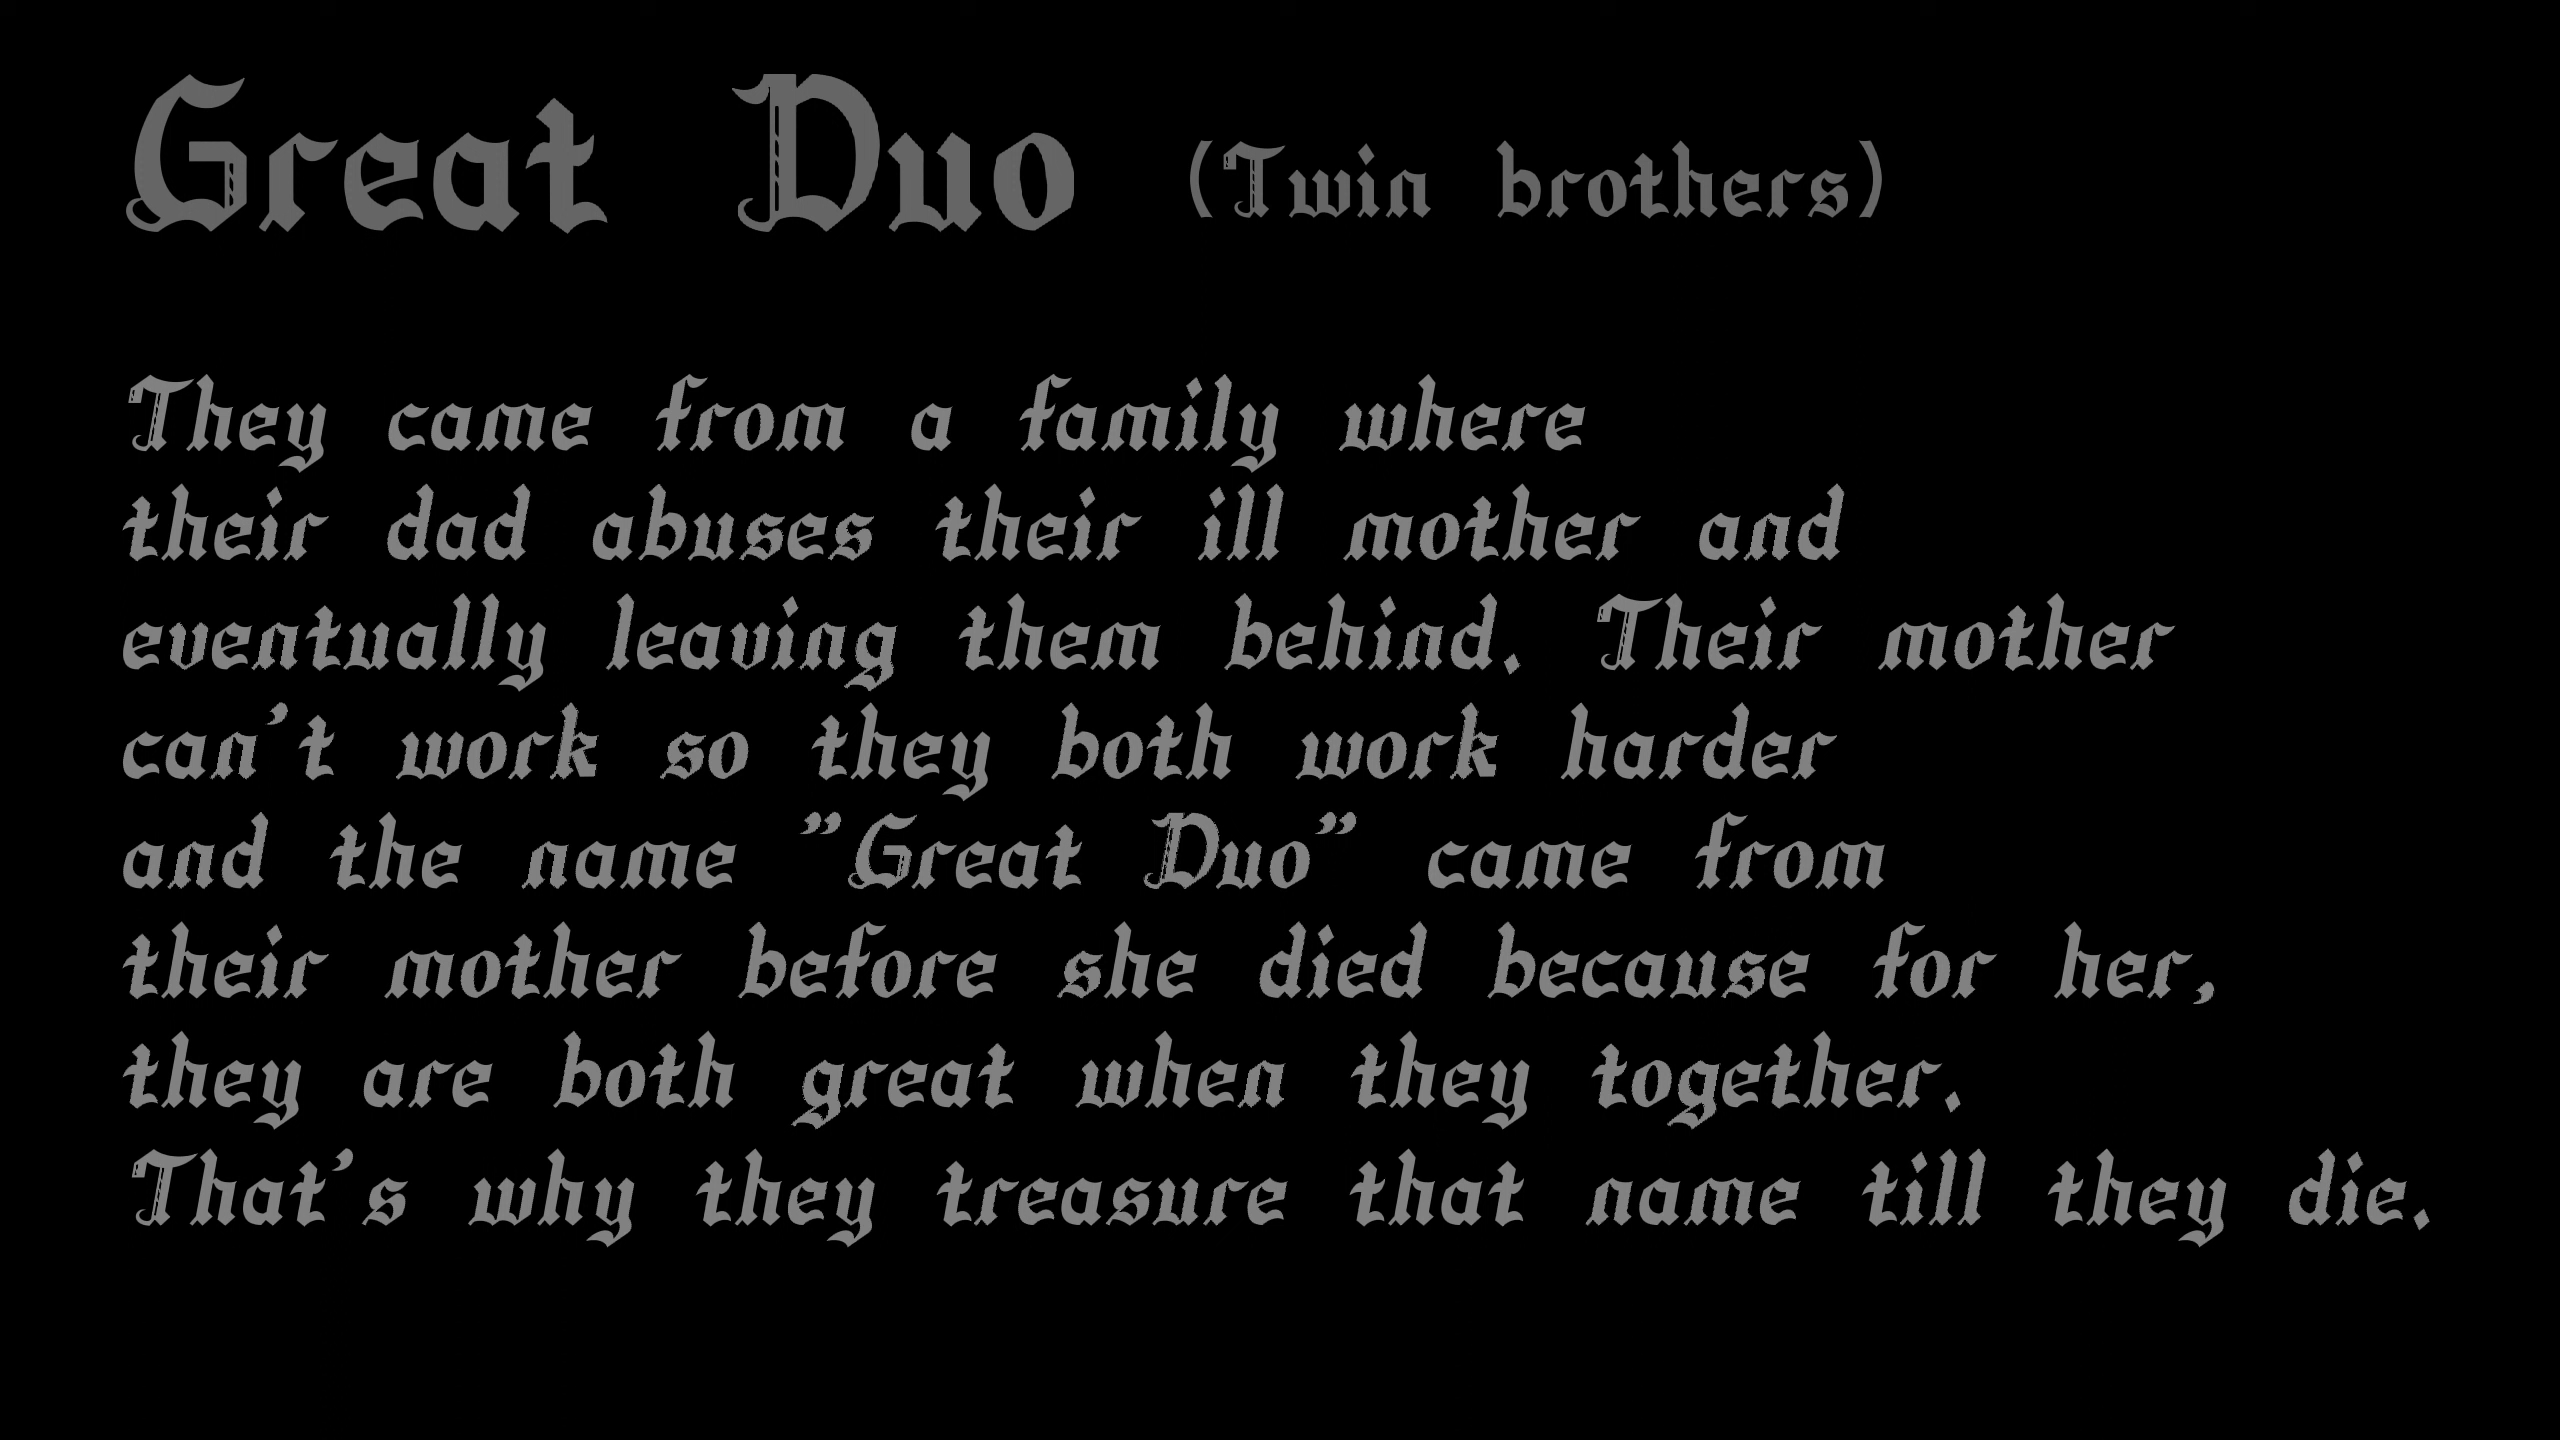 Great Duo (Twin brothers)
They came from a family where
their dad abuses their ill mother and
eventually leaving them behind. Their mother
can't work so they both work harder
and the name "Great Duo" came from
their mother before she died because for her,
they are both great when they together.
That's why they treasure that name till they die.